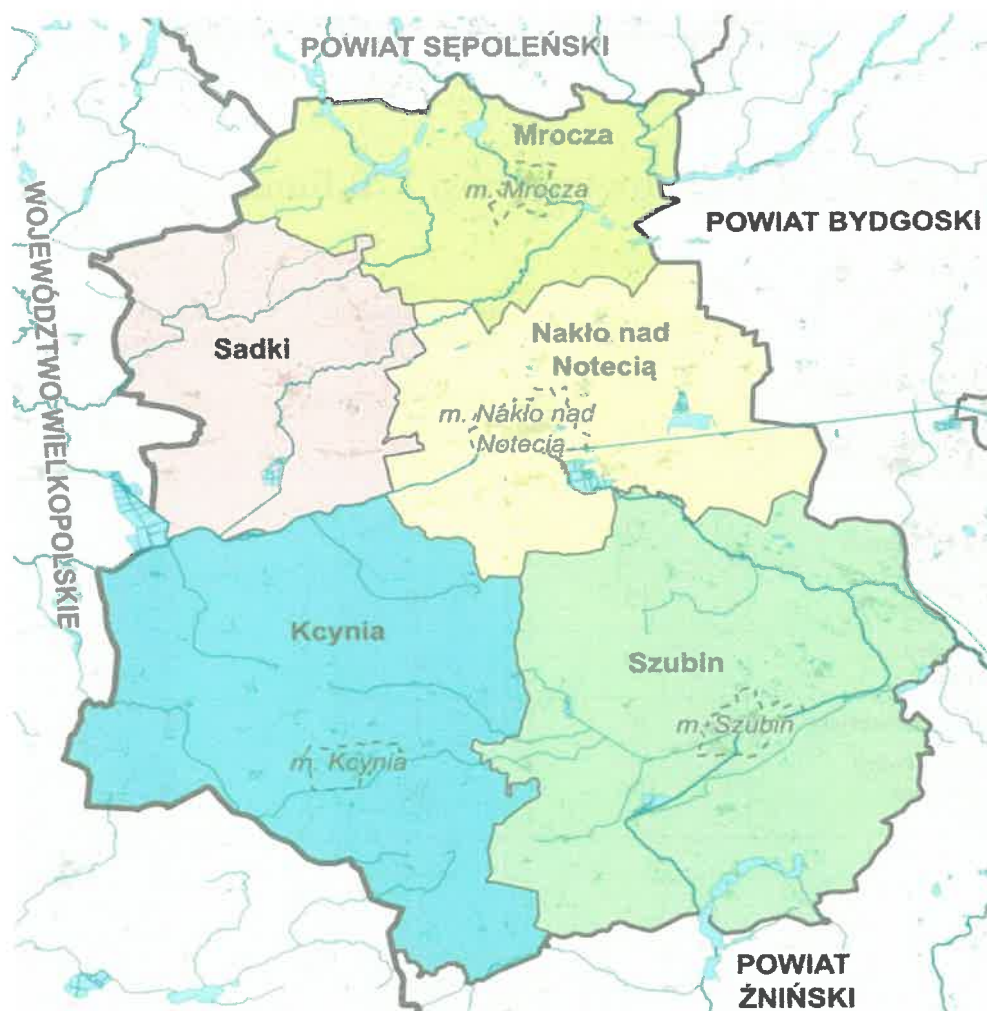 POWIAT SĘPOLEŃSKI
Mrocza
m. Mrocza
WOJEWÓDZTWO WIELKOPOLSKIE
POWIAT BYDGOSKI
Sadki
Nakło nad
Notecią
m. Nakło nad
Notecią
Kcynia
Szubin
m. Szubin
m. Kcynia
POWIAT
ŻNIŃSKI